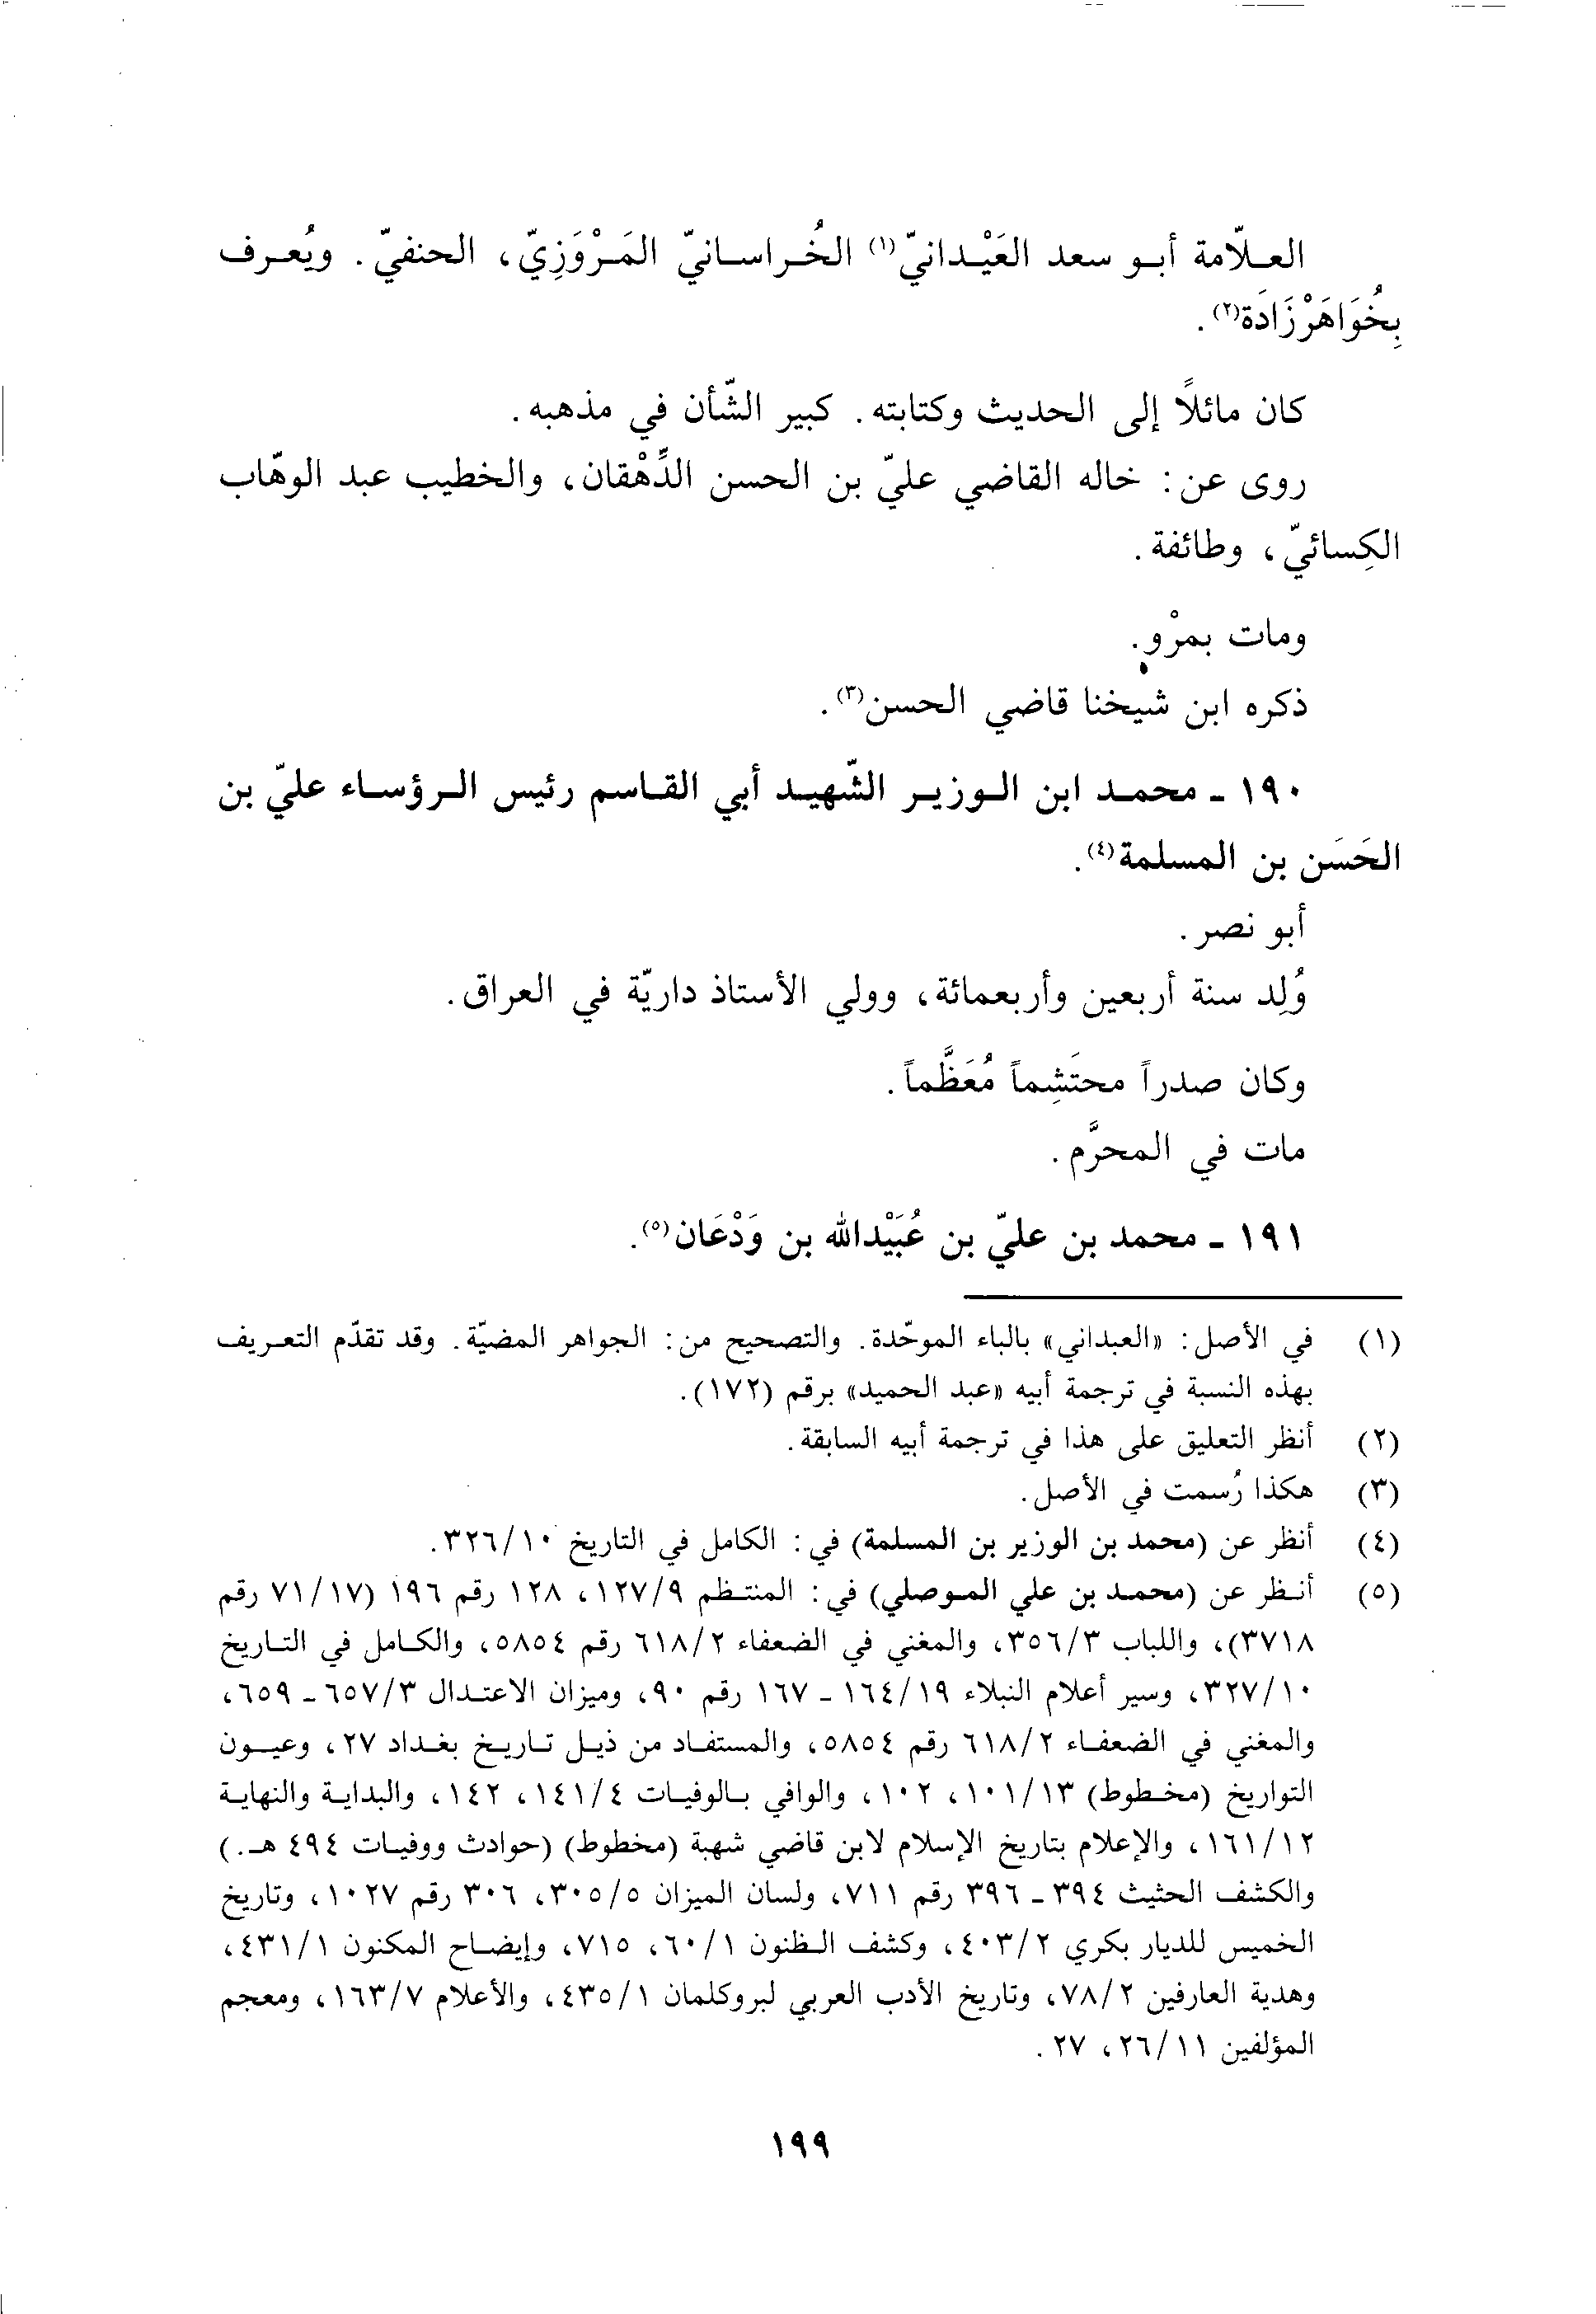 العلاّمة أبو سعد العَيْدانيّ(١) الخُراسانيّ المَرْوَزِيّ، الحنفيّ. ويُعرف
بِخُوَاهَرْزَادَة(٢).
كان مائلاً إلى الحديث وكتابته. كبير الشّأن في مذهبه.
روى عن: خاله القاضي عليّ بن الحسن الدِّهْقان، والخطيب عبد الوهّاب
الكِسائيّ، وطائفة.
ومات بمرْو.
ذكره ابن شيخنا قاضي الحسن(٣).
١٩٠ ـ محمد ابن الوزير الشّهيد أبي القاسم رئيس الرؤساء عليّ بن
الحَسَن بن المسلمة(٤).
أبو نصر.
وُلِد سنة أربعين وأربعمائة، وولي الأستاذ داريّة في العراق.
وكان صدراً محتَشِماً مُعَظَّماً.
مات في المحرَّم.
١٩١ ـ محمد بن عليّ بن عُبَيْدالله بن وَدْعَان(٥).
(١) في الأصل: «العبداني» بالباء الموحّدة. والتصحيح من: الجواهر المضيّة. وقد تقدّم التعريف
بهذه النسبة في ترجمة أبيه «عبد الحميد» برقم (١٧٢).
(٢) أنظر التعليق على هذا في ترجمة أبيه السابقة.
(٣) هكذا رُسمت في الأصل.
(٤) أنظر عن (محمد بن الوزير بن المسلمة) في: الكامل في التاريخ ٣٢٦/١٠.
(٥) أنظر عن (محمد بن علي الموصلي) في: المنتظم ١٢٧/٩، ١٢٨ رقم ١٩٦ (٧١/١٧ رقم
٣٧١٨)، واللباب ٣٥٦/٣، والمغني في الضعفاء ٦١٨/٢ رقم ٥٨٥٤، والكامل في التاريخ
٣٢٧/١٠، وسير أعلام النبلاء ١٦٤/١٩ ـ ١٦٧ رقم ٩٠، وميزان الاعتدال ٦٥٧/٣ ـ ٦٥٩،
والمغني في الضعفاء ٦١٨/٢ رقم ٥٨٥٤، والمستفاد من ذيل تاريخ بغداد ٢٧، وعيون
التواريخ (مخطوط) ١٠١/١٣، ١٠٢، والوافي بالوفيات ١٤١/٤، ١٤٢، والبداية والنهاية
١٦١/١٢، والإعلام بتاريخ الإسلام لابن قاضي شهبة (مخطوط) (حوادث ووفيات ٤٩٤ هـ.)
والكشف الحثيث ٣٩٤ ـ ٣٩٦ رقم ٧١١، ولسان الميزان ٣٠٥/٥، ٣٠٦ رقم ١٠٢٧، وتاريخ
الخميس للديار بكري ٤٠٣/٢، وكشف الظنون ٦٠/١، ٧١٥، وإيضاح المكنون ٤٣١/١،
وهدية العارفين ٧٨/٢، وتاريخ الأدب العربي لبروكلمان ٤٣٥/١، والأعلام ١٦٣/٧، ومعجم
المؤلفين ٢٦/١١، ٢٧.
١٩٩